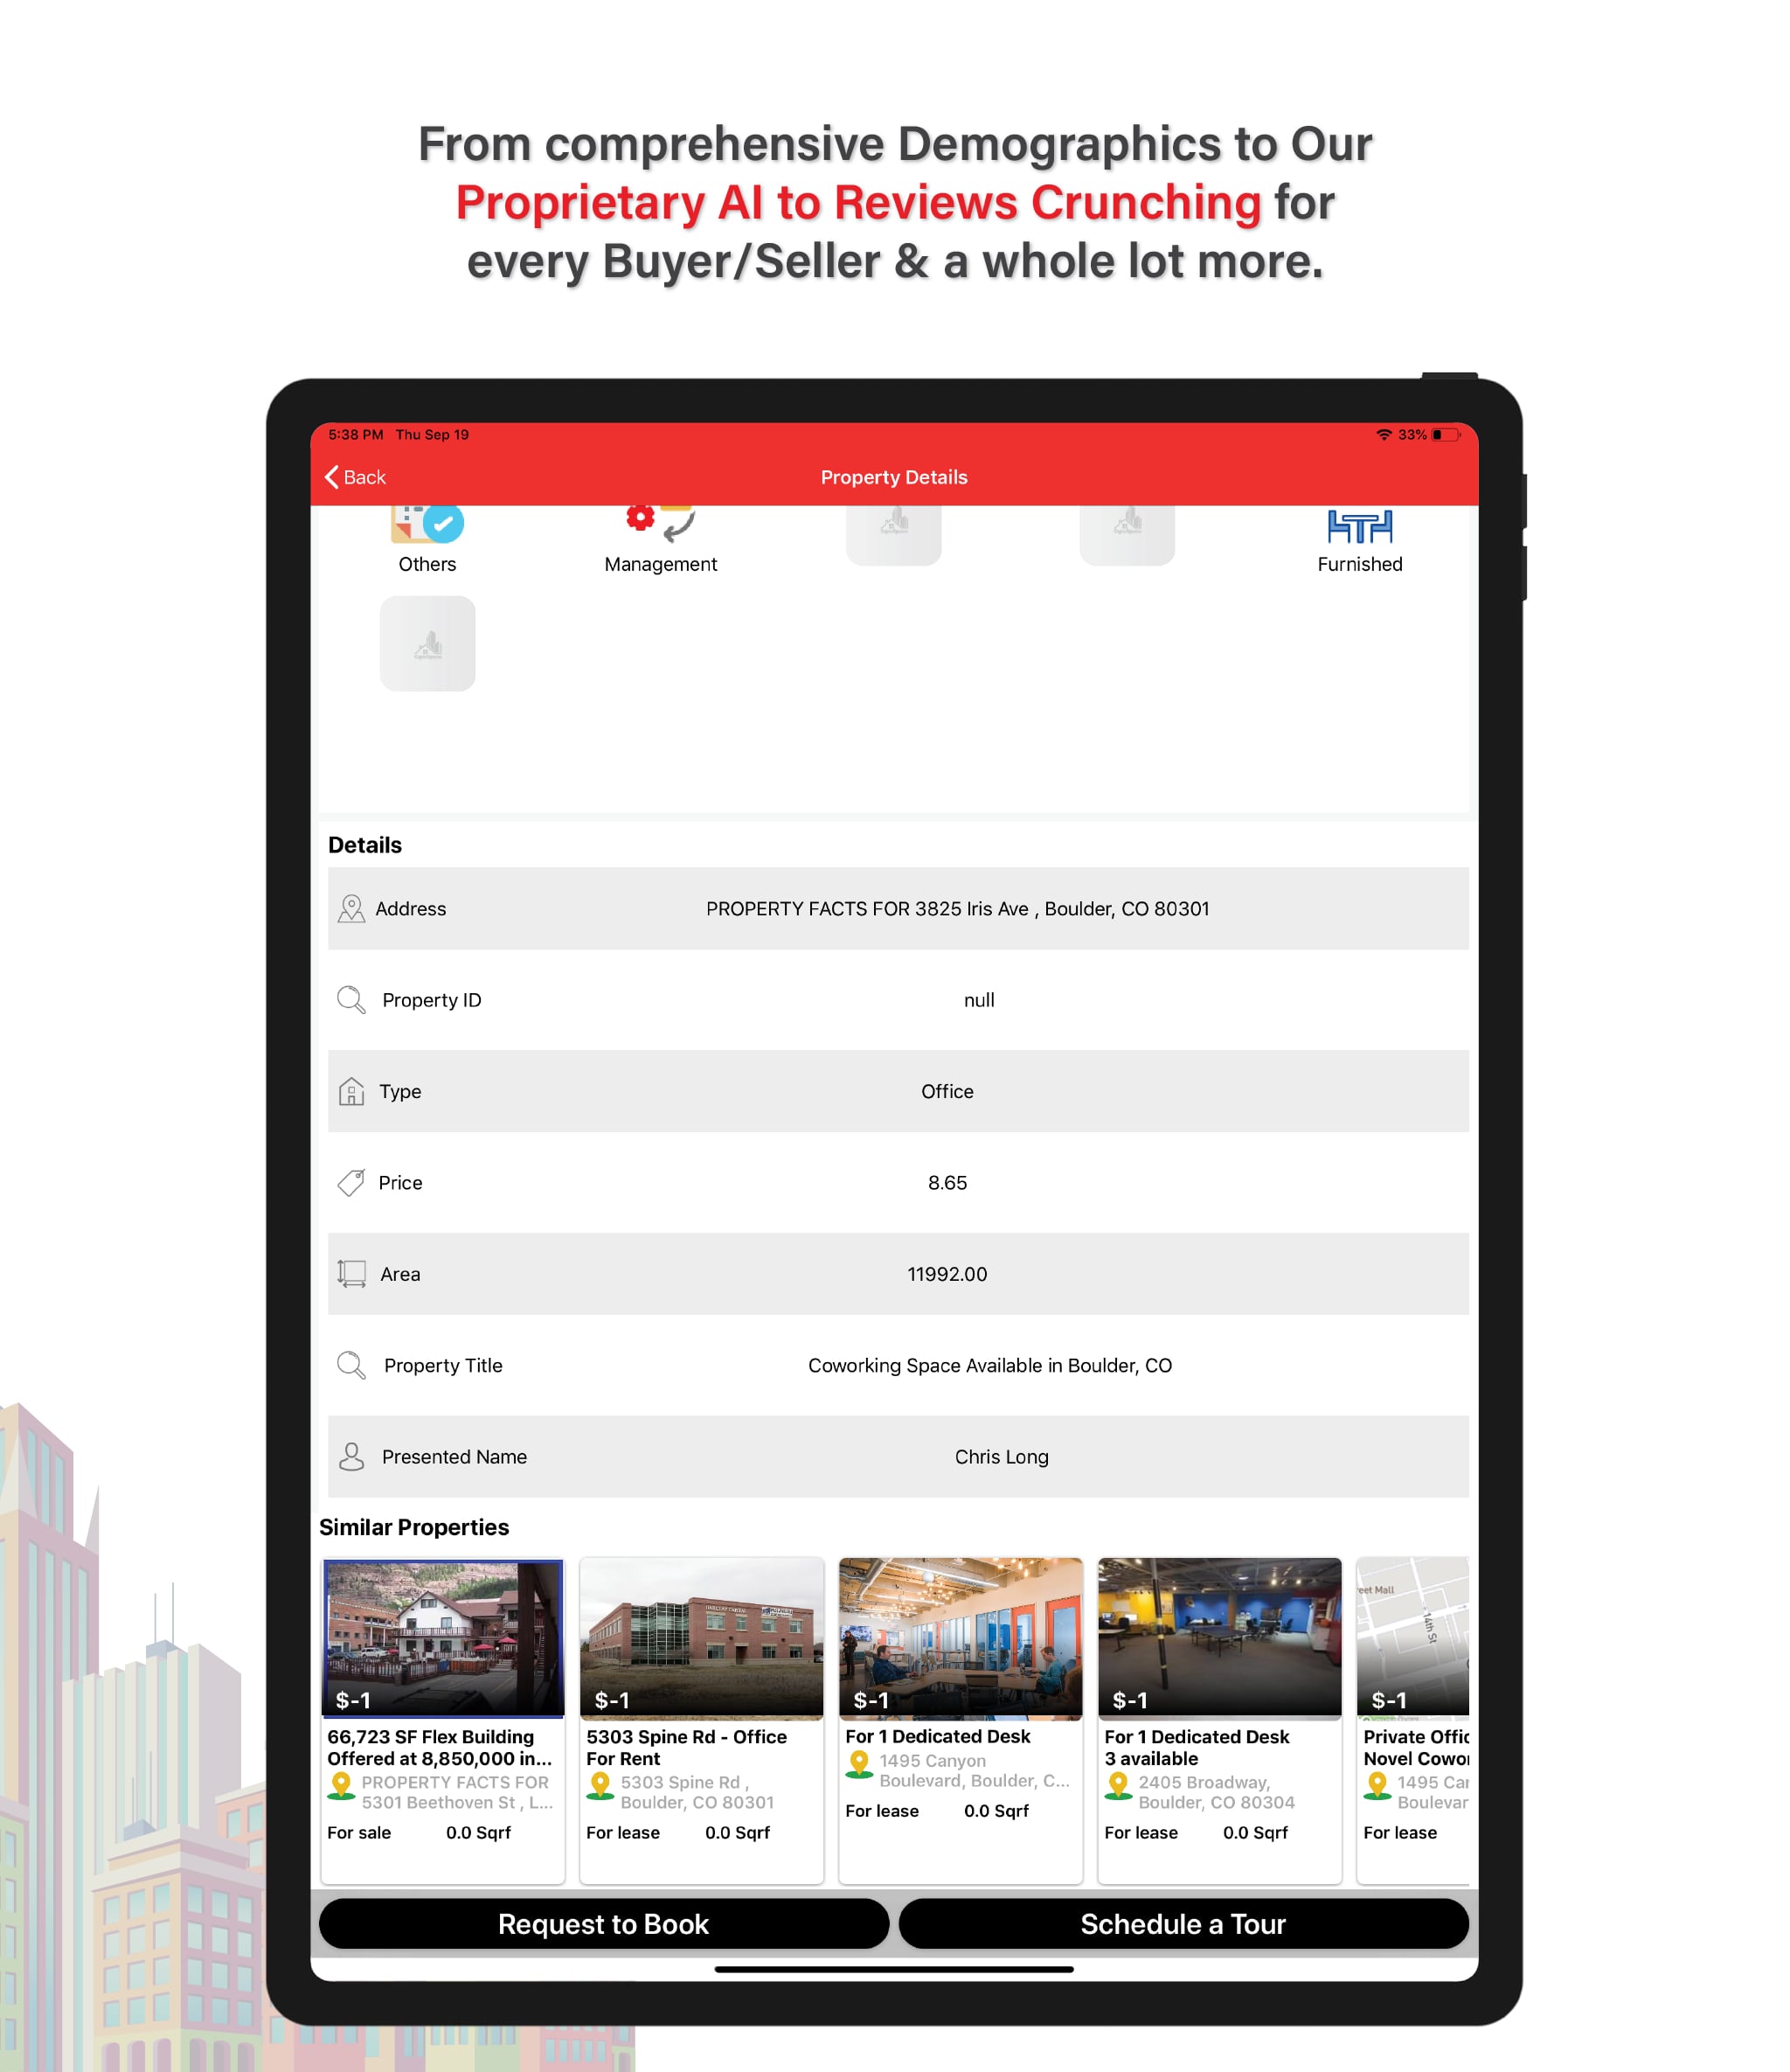 From comprehensive Demographics to Our
Proprietary AI to Reviews Crunching for
every Buyer/Seller & a whole lot more.
5:38 PM Thu Sep 19
33%
Back
Property Details
Others
Management
Furnished
Details
Address
PROPERTY FACTS FOR 3825 Iris Ave , Boulder, CO 80301
Property ID
null
Type
Office
Price
8.65
Area
11992.00
Property Title
Coworking Space Available in Boulder, CO
Presented Name
Chris Long
Similar Properties
$-1
66,723 SF Flex Building
Offered at 8,850,000 in...
PROPERTY FACTS FOR
5301 Beethoven St , L...
For sale 0.0 Sqrf
$-1
5303 Spine Rd - Office
For Rent
5303 Spine Rd ,
Boulder, CO 80301
For lease 0.0 Sqrf
$-1
For 1 Dedicated Desk
1495 Canyon
Boulevard, Boulder, C...
For lease 0.0 Sqrf
$-1
For 1 Dedicated Desk
3 available
2405 Broadway,
Boulder, CO 80304
For lease 0.0 Sqrf
reet Mall
14th St
$-1
Private Offic
Novel Cowor
1495 Car
Boulevar
For lease
Request to Book
Schedule a Tour